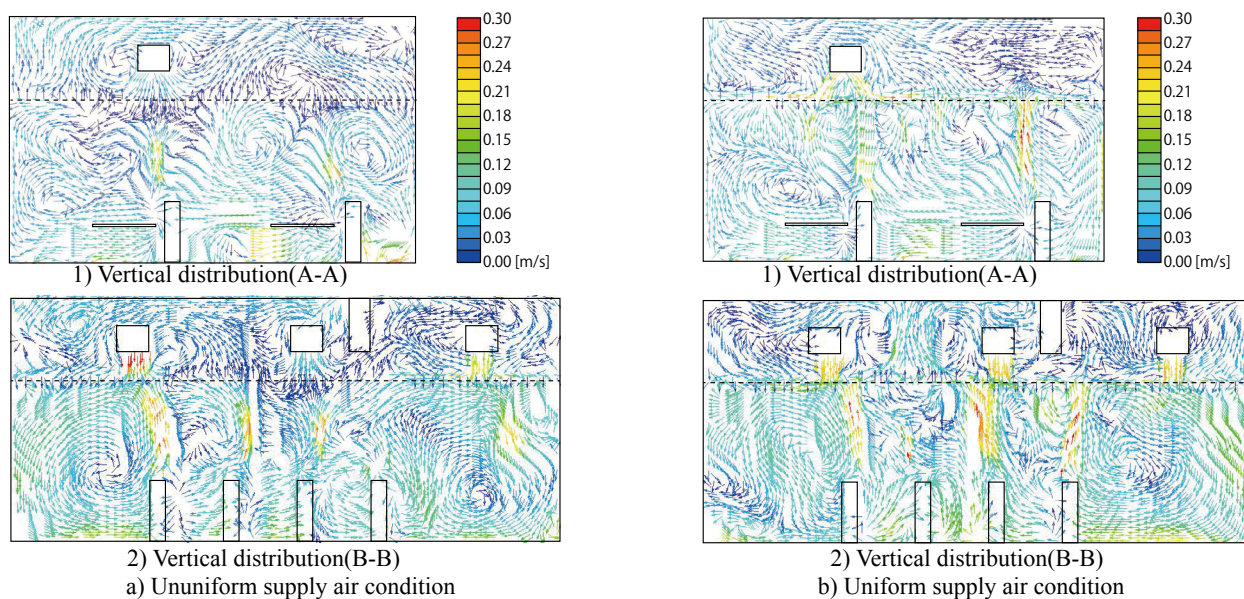 0.30
0.27
0.24
0.21
0.18
0.15
0.12
0.09
0.06
0.03
0.00 [m/s]
1) Vertical distribution(A-A)
0.30
0.27
0.24
0.21
0.18
0.15
0.12
0.09
0.06
0.03
0.00 [m/s]
1) Vertical distribution(A-A)
2) Vertical distribution(B-B)
a) Ununiform supply air condition
2) Vertical distribution(B-B)
b) Uniform supply air condition